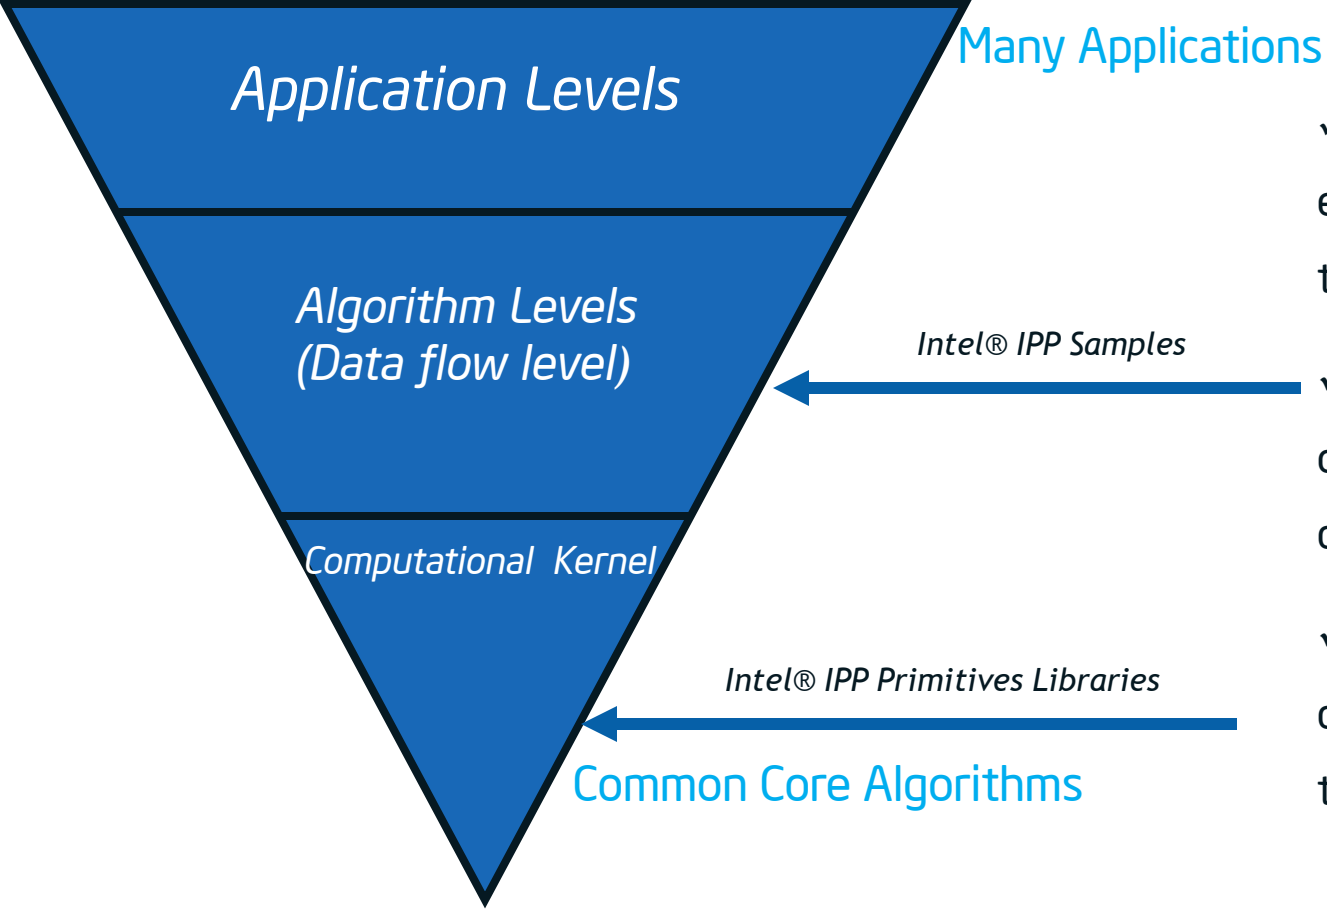 Many Applications
Application Levels
Algorithm Levels
(Data flow level)
Intel® IPP Samples
Computational Kernel
Intel® IPP Primitives Libraries
Common Core Algorithms